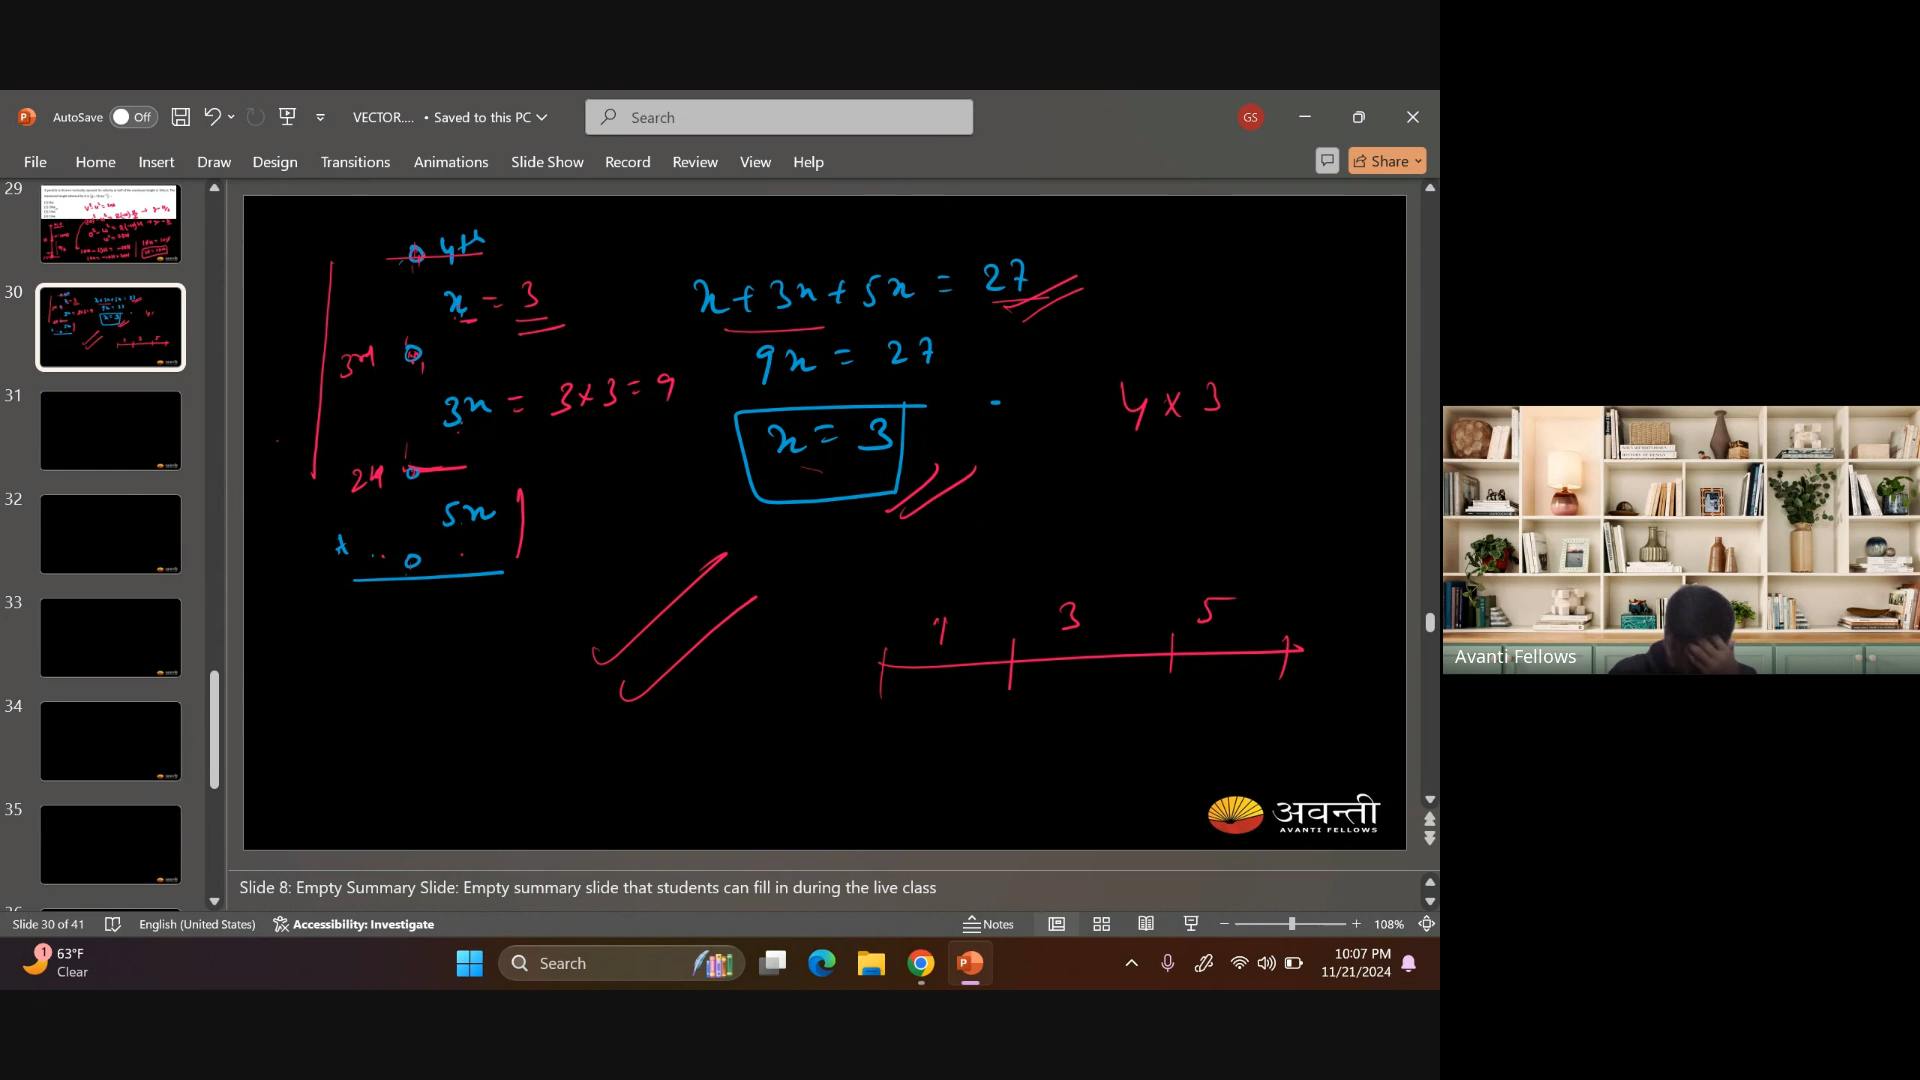 AutoSave Off VECTOR.... • Saved to this PC Search GS
File Home Insert Draw Design Transitions Animations Slide Show Record Review View Help Share
29
30
31
32
33
34
35
4th
x = 3
3rd
3x = 3×3=9
5x
x+3x+5x = 27
9x = 27
x = 3
4×3
1 3 5
अवन्ती
AVANTI FELLOWS
Avanti Fellows
Slide 8: Empty Summary Slide: Empty summary slide that students can fill in during the live class
Slide 30 of 41 English (United States) Accessibility: Investigate Notes 108%
1 63°F
Clear
Search
10:07 PM
11/21/2024